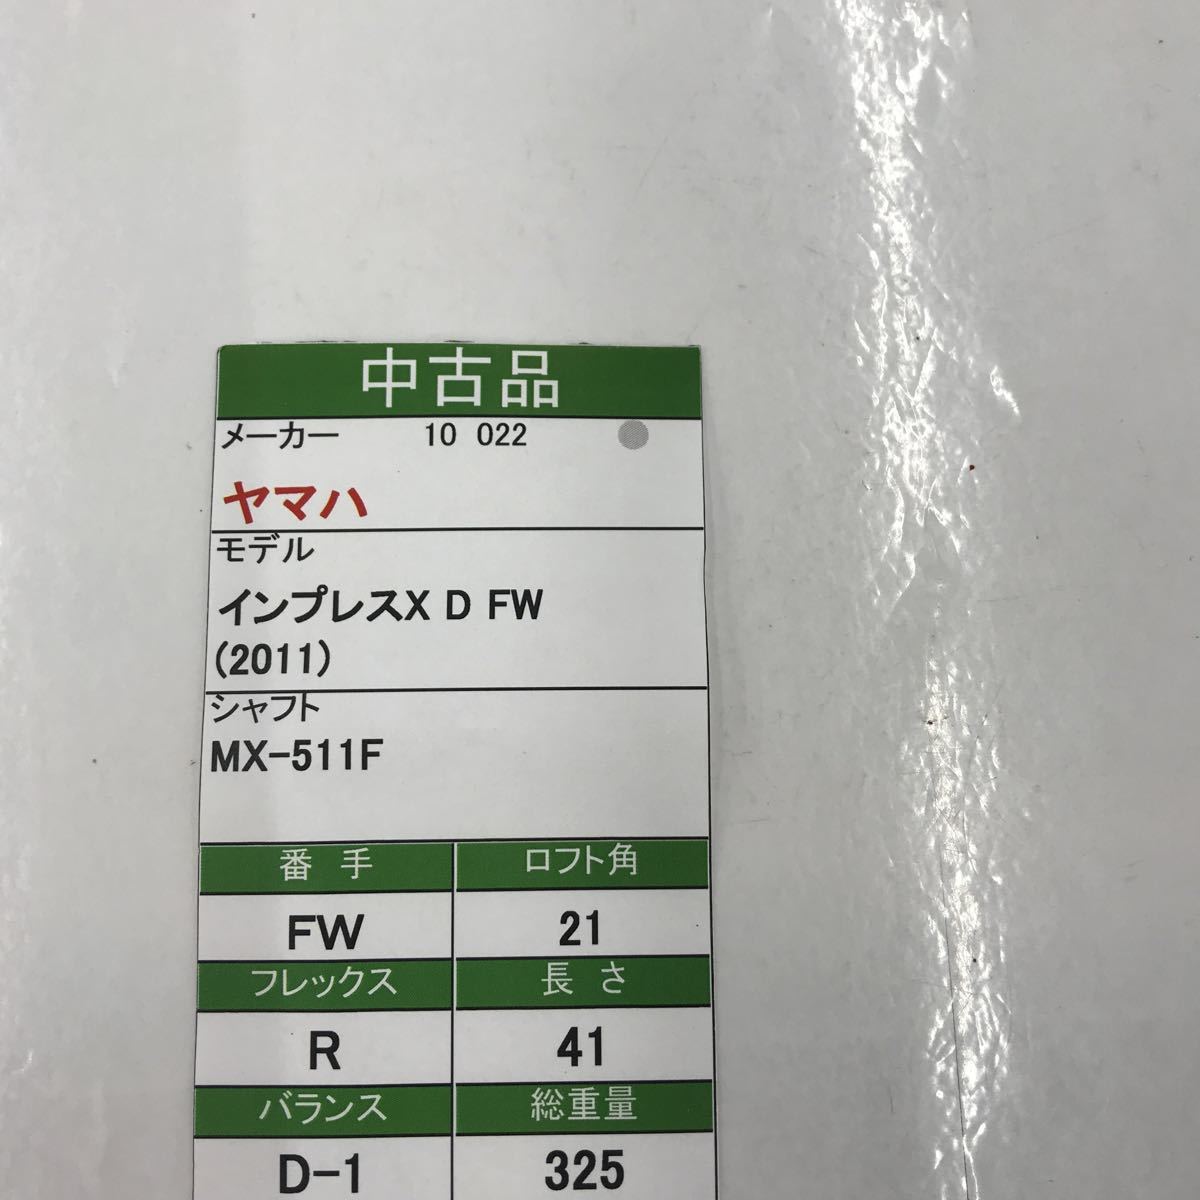 中古品
メーカー 10 022
ヤマハ
モデル
インプレスX D FW
(2011)
シャフト
MX-511F
番 手 ロフト角
FW 21
フレックス 長 さ
R 41
バランス 総重量
D-1 325